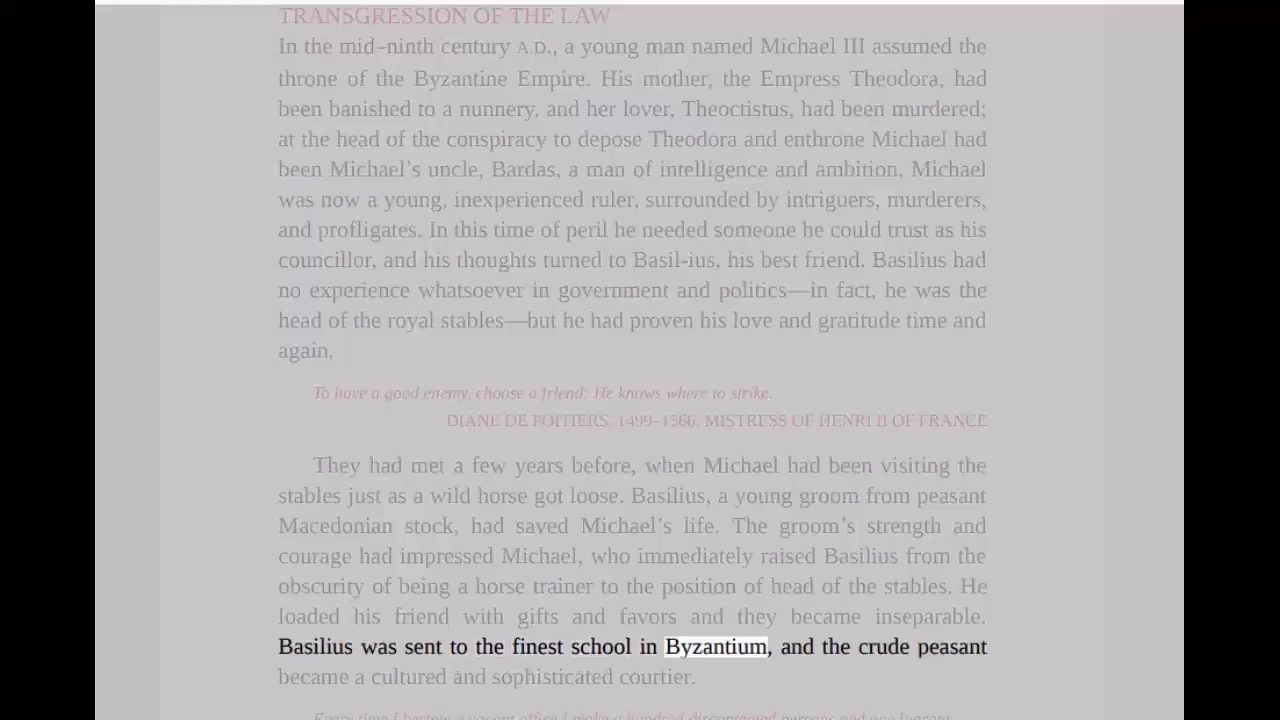 TRANSGRESSION OF THE LAW
In the mid–ninth century A.D., a young man named Michael III assumed the
throne of the Byzantine Empire. His mother, the Empress Theodora, had
been banished to a nunnery, and her lover, Theoctistus, had been murdered;
at the head of the conspiracy to depose Theodora and enthrone Michael had
been Michael’s uncle, Bardas, a man of intelligence and ambition. Michael
was now a young, inexperienced ruler, surrounded by intriguers, murderers,
and profligates. In this time of peril he needed someone he could trust as his
councillor, and his thoughts turned to Basil-ius, his best friend. Basilius had
no experience whatsoever in government and politics—in fact, he was the
head of the royal stables—but he had proven his love and gratitude time and
again.
To have a good enemy, choose a friend: He knows where to strike.
DIANE DE POITIERS, 1499–1566, MISTRESS OF HENRI II OF FRANCE
They had met a few years before, when Michael had been visiting the
stables just as a wild horse got loose. Basilius, a young groom from peasant
Macedonian stock, had saved Michael’s life. The groom’s strength and
courage had impressed Michael, who immediately raised Basilius from the
obscurity of being a horse trainer to the position of head of the stables. He
loaded his friend with gifts and favors and they became inseparable.
Basilius was sent to the finest school in Byzantium, and the crude peasant
became a cultured and sophisticated courtier.
Every time I bestow a vacant office I make a hundred discontented persons and one ingrate.